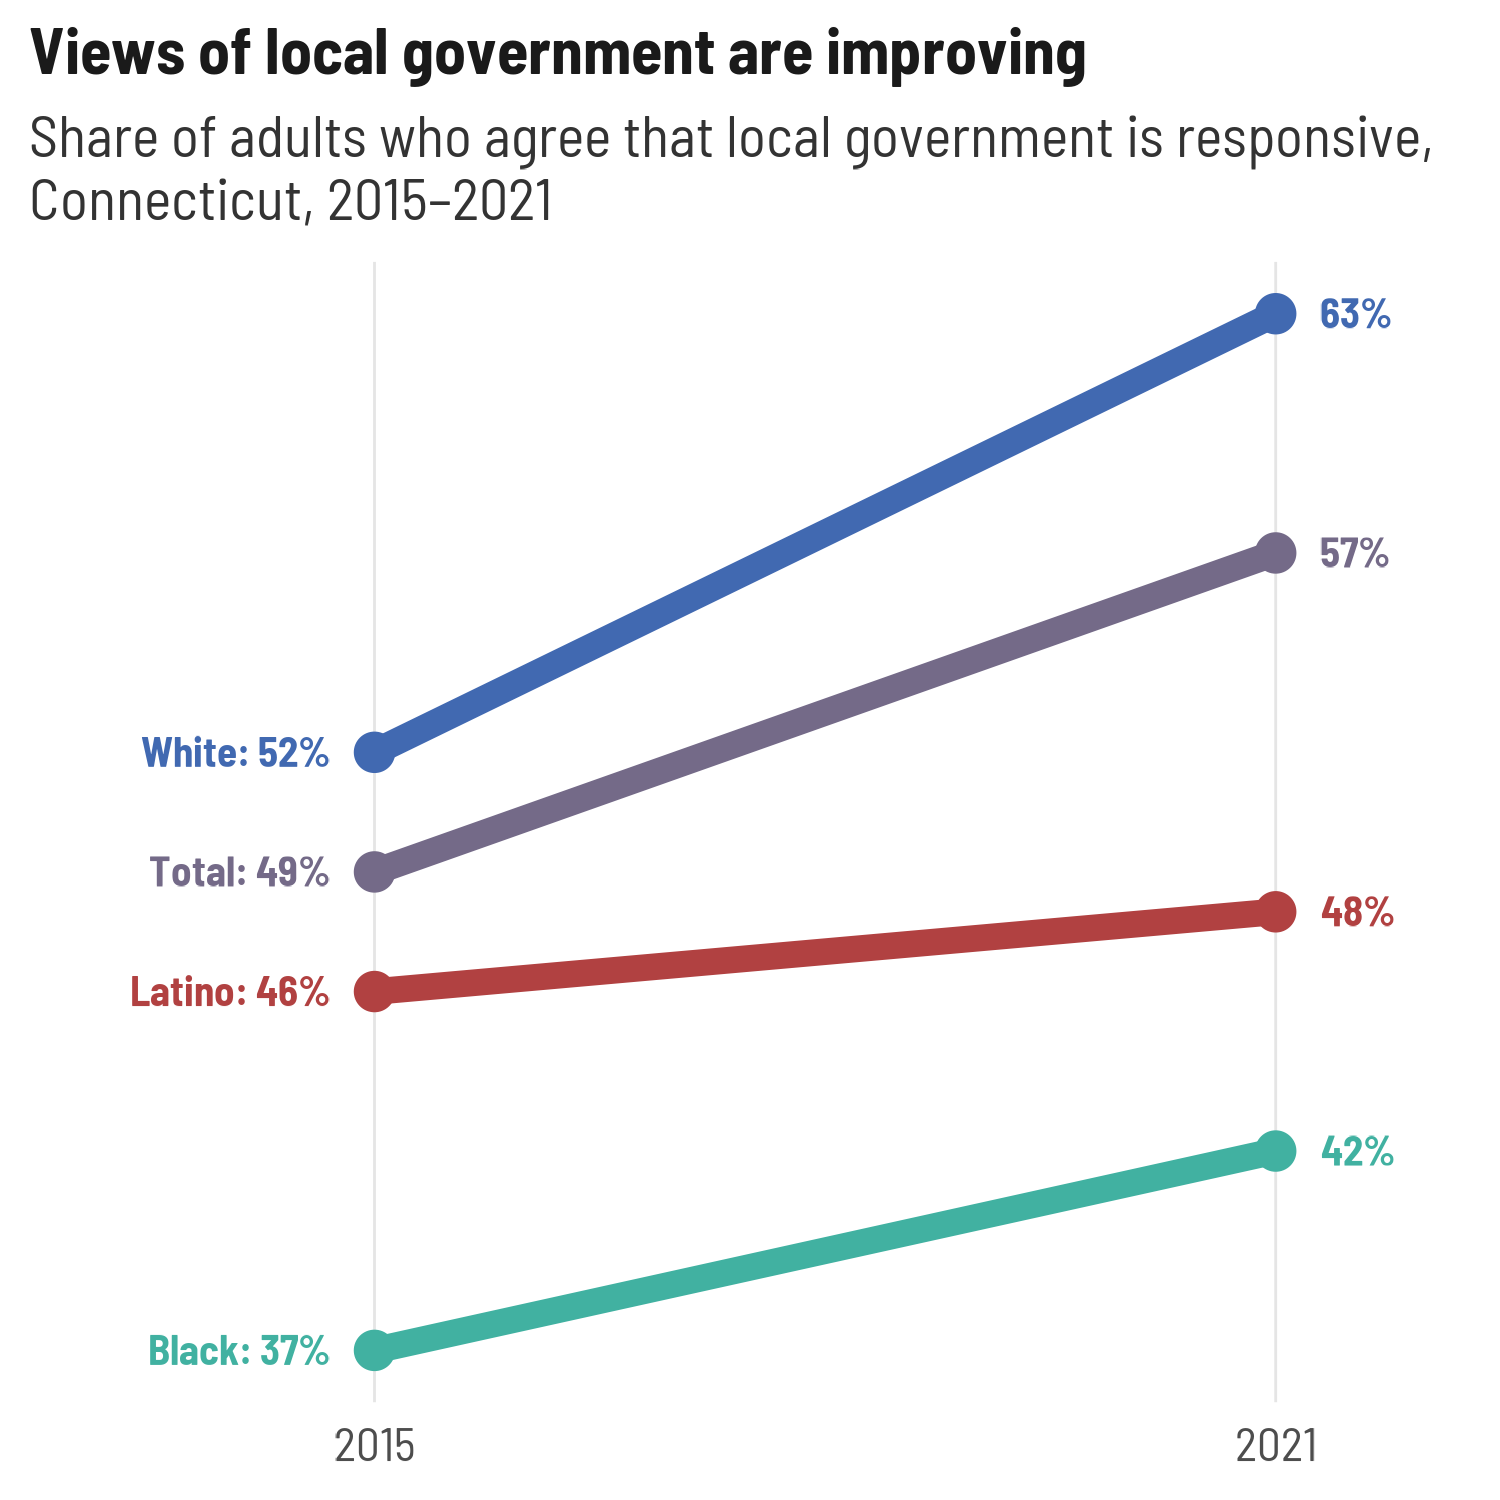 Views of local government are improving
Share of adults who agree that local government is responsive,
Connecticut, 2015–2021
63%
57%
White: 52%
Total: 49%
48%
Latino: 46%
42%
Black: 37%
2015
2021